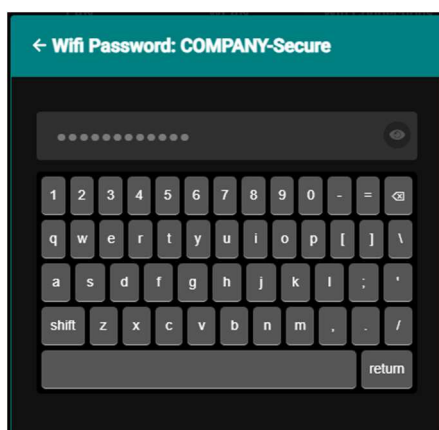 ← Wifi Password: COMPANY-Secure
••••••••••••
1 2 3 4 5 6 7 8 9 0 - = ⌫
q w e r t y u i o p [ ] \
a s d f g h j k l ; '
shift z x c v b n m , . /
return